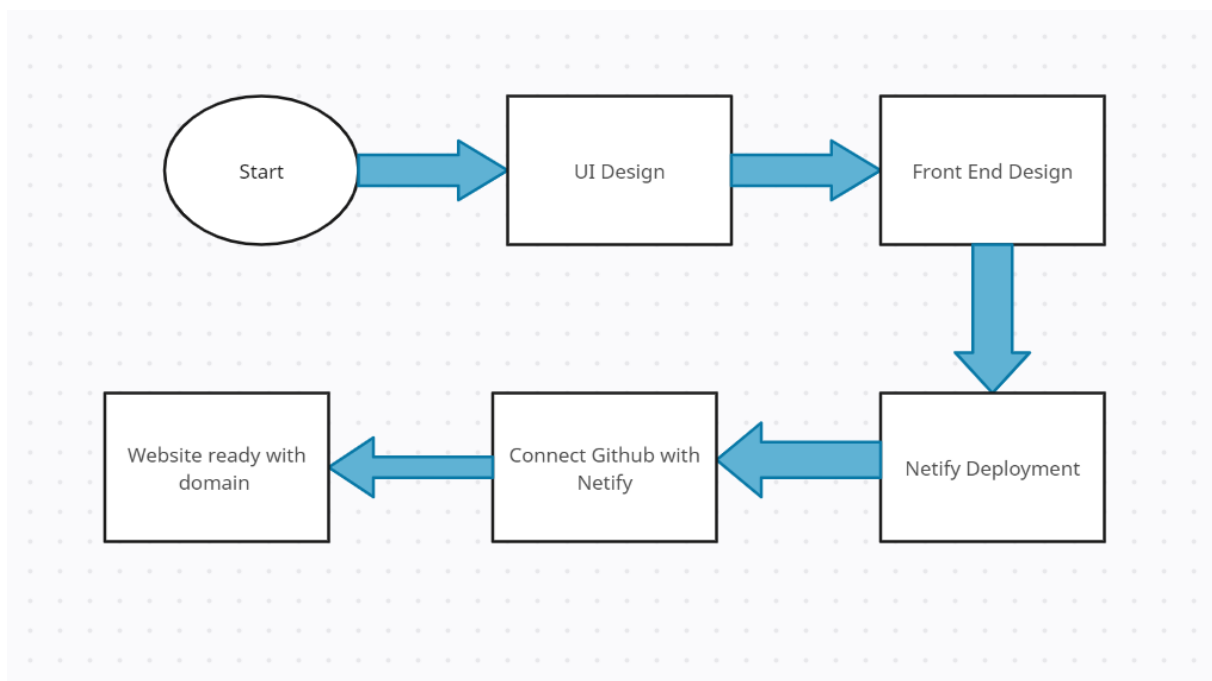 Start
UI Design
Front End Design
Netify Deployment
Connect Github with
Netify
Website ready with
domain